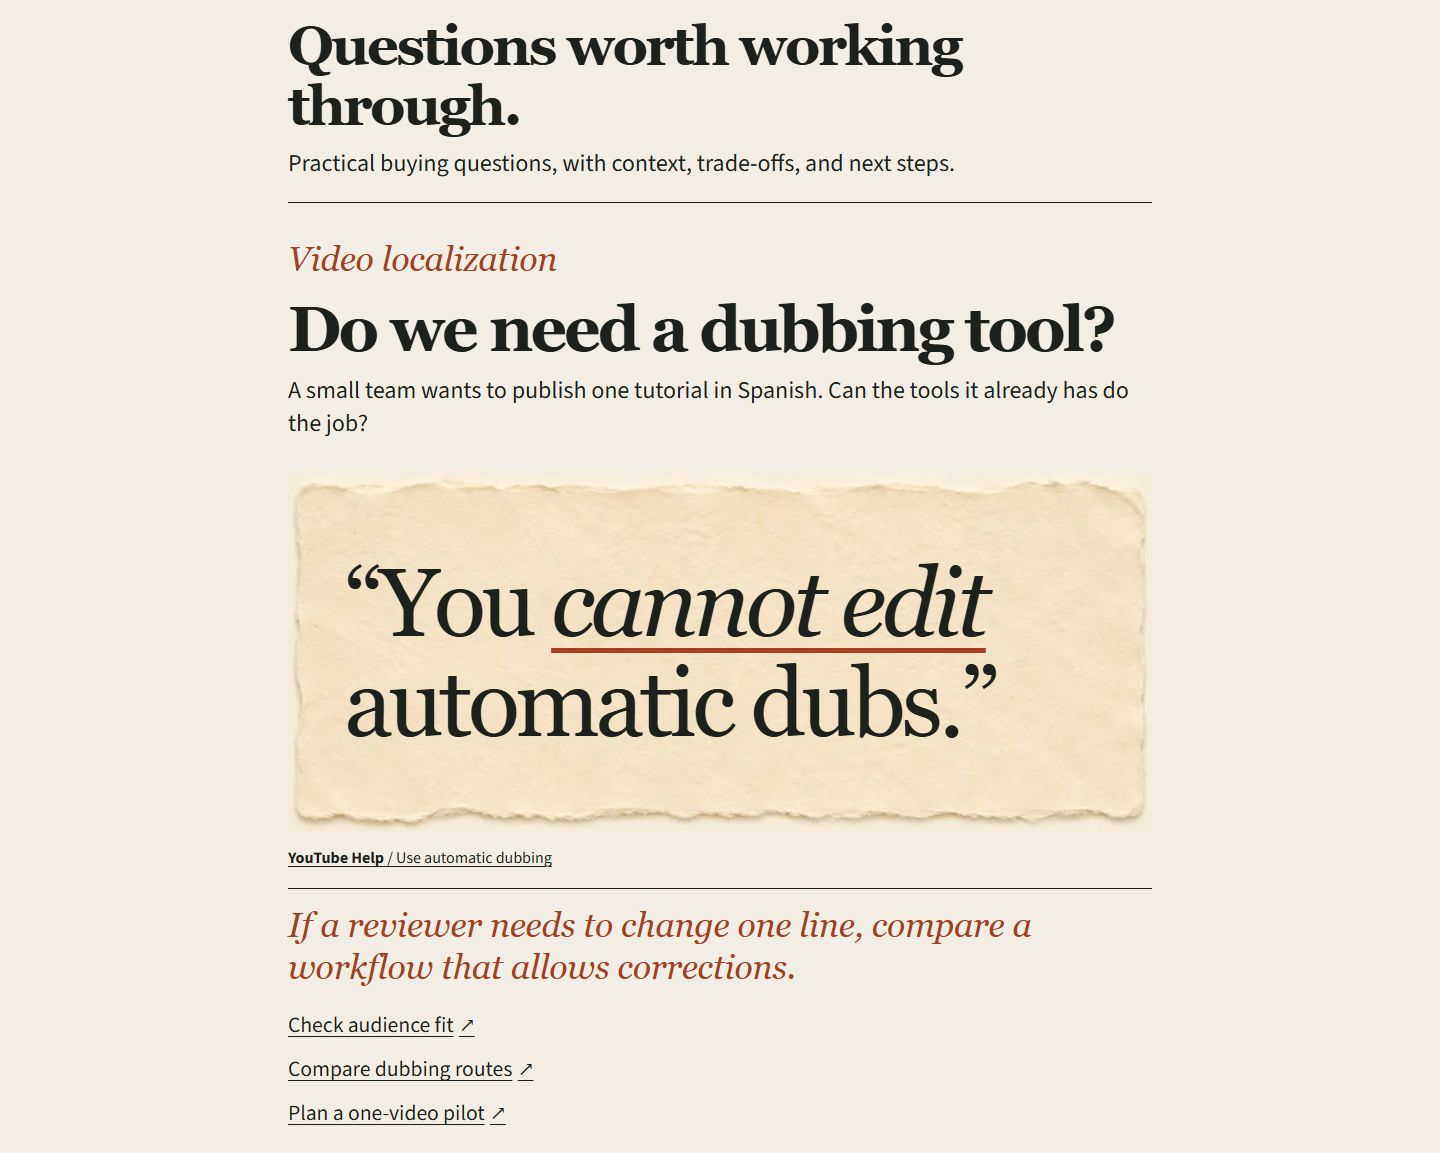 Questions worth working
through.
Practical buying questions, with context, trade-offs, and next steps.
Video localization
Do we need a dubbing tool?
A small team wants to publish one tutorial in Spanish. Can the tools it already has do
the job?
“You cannot edit
automatic dubs.”
YouTube Help / Use automatic dubbing
If a reviewer needs to change one line, compare a
workflow that allows corrections.
Check audience fit ↗
Compare dubbing routes ↗
Plan a one-video pilot ↗